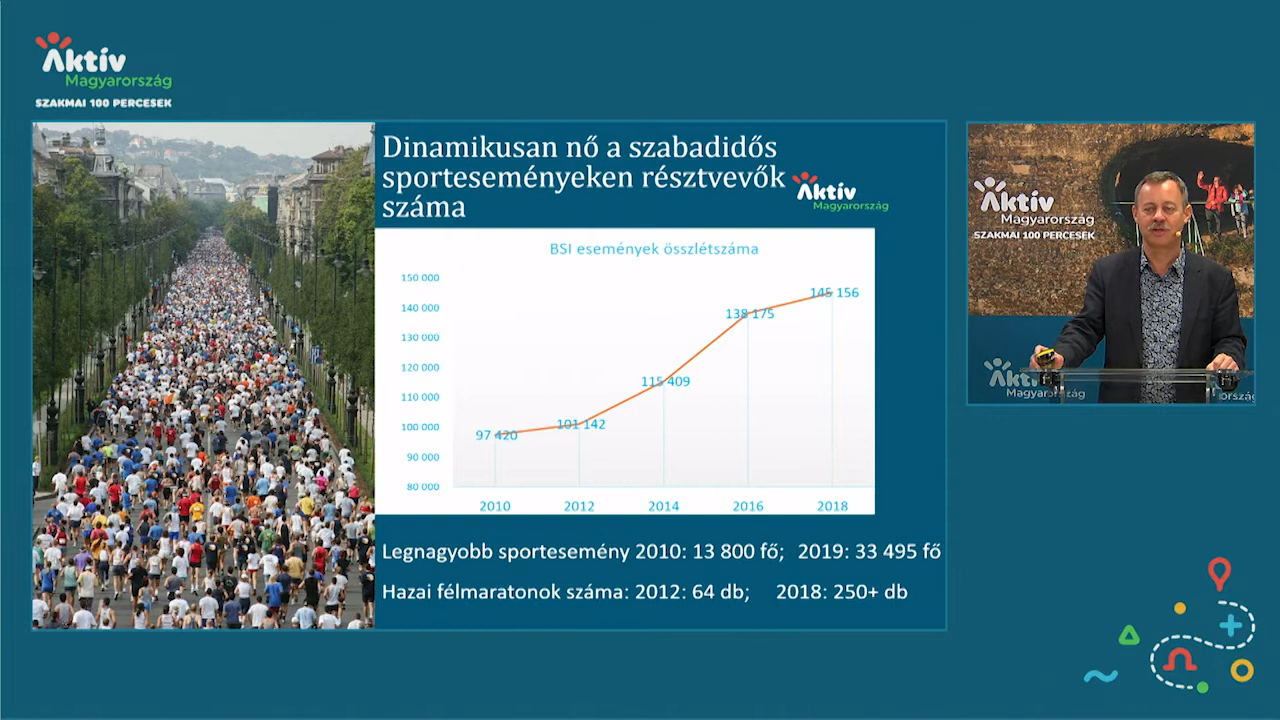 Aktív
Magyarország
SZAKMAI 100 PERCESEK
Dinamikusan nő a szabadidős
sporteseményeken résztvevők
száma
Aktív
Magyarország
BSI események összlétszáma
150 000
140 000
130 000
120 000
110 000
100 000
90 000
80 000
97 420
101 142
115 409
138 175
145 156
2010 2012 2014 2016 2018
Legnagyobb sportesemény 2010: 13 800 fő; 2019: 33 495 fő
Hazai félmaratonok száma: 2012: 64 db; 2018: 250+ db
Aktív
Magyarország
SZAKMAI 100 PERCESEK
Magyarország